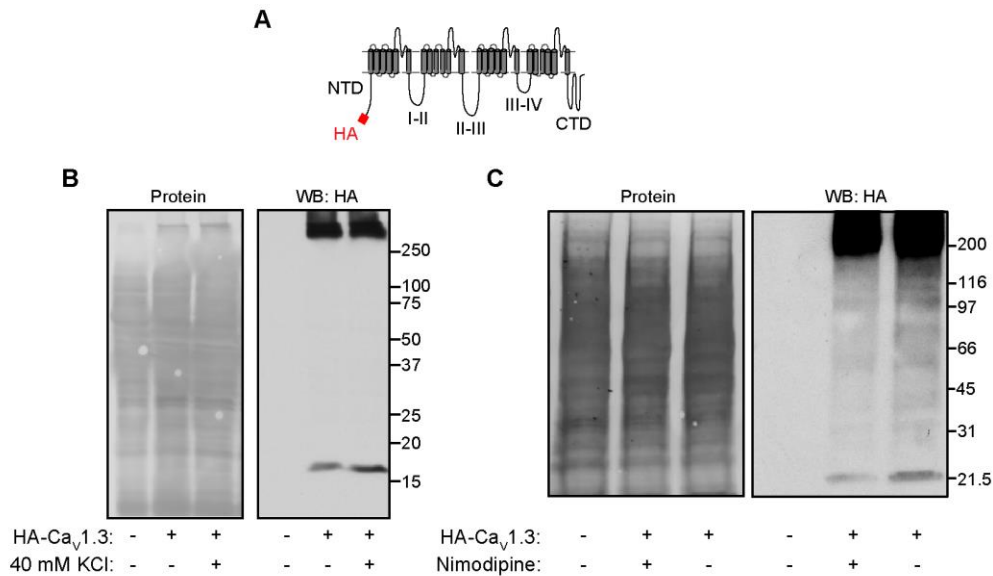 A
NTD
HA
I-II
II-III
III-IV
CTD
B
Protein
WB: HA
250
100
75
50
37
25
20
15
HA-CaV1.3: - + + - + +
40 mM KCl: - - + - - +
C
Protein
WB: HA
200
116
97
66
45
31
21.5
HA-CaV1.3: - + + - + +
Nimodipine: - + - - + -